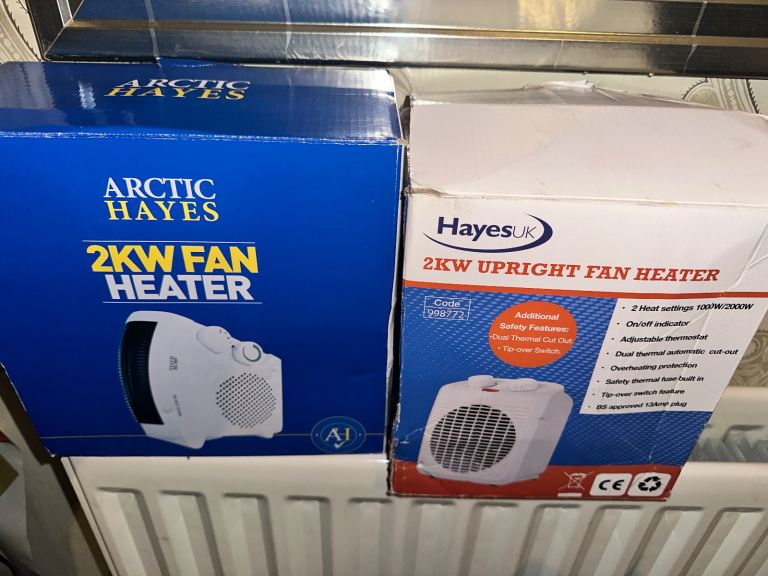 ARCTIC
HAYES
ARCTIC
HAYES
2KW FAN
HEATER
AH
HayesUK
2KW UPRIGHT FAN HEATER
Code
998772
Additional
Safety Features:
•Dual Thermal Cut Out.
• Tip-over Switch.
• 2 Heat settings 1000W/2000W
• On/off indicator
• Adjustable thermostat
• Dual thermal automatic cut-out
• Overheating protection
• Safety thermal fuse built in
• Tip-over switch feature
• BS approved 13Amp plug
CE